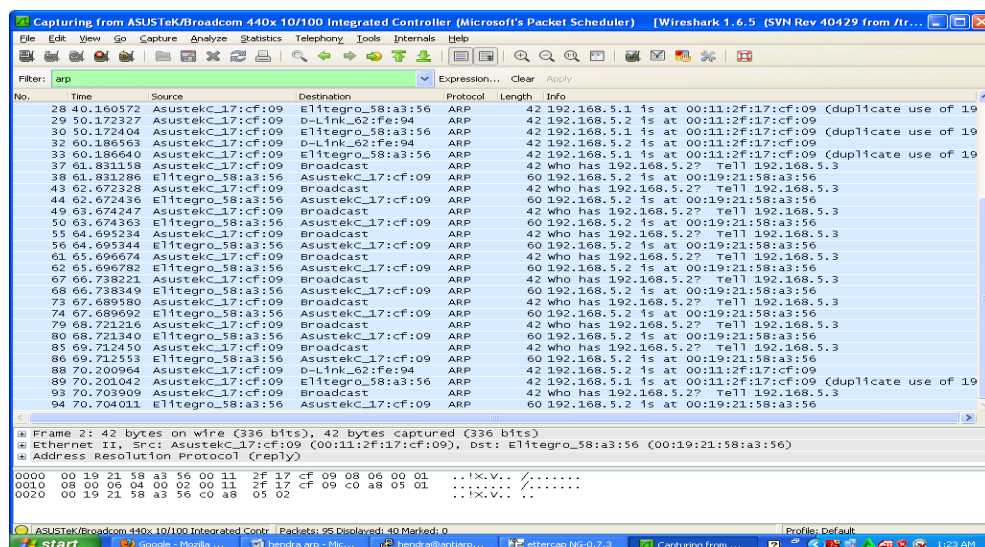 Capturing from ASUSTeK/Broadcom 440x 10/100 Integrated Controller (Microsoft's Packet Scheduler) [Wireshark 1.6.5 (SVN Rev 40429 from /tr...
File Edit View Go Capture Analyze Statistics Telephony Tools Internals Help
Filter: arp Expression... Clear Apply
No. Time Source Destination Protocol Length Info
28 40.160572 AsustekC_17:cf:09 Elitegro_58:a3:56 ARP 42 192.168.5.1 is at 00:11:2f:17:cf:09 (duplicate use of 19
29 50.172327 AsustekC_17:cf:09 D-Link_62:fe:94 ARP 42 192.168.5.2 is at 00:11:2f:17:cf:09
30 50.172404 AsustekC_17:cf:09 Elitegro_58:a3:56 ARP 42 192.168.5.1 is at 00:11:2f:17:cf:09 (duplicate use of 19
32 60.186563 AsustekC_17:cf:09 D-Link_62:fe:94 ARP 42 192.168.5.2 is at 00:11:2f:17:cf:09
33 60.186640 AsustekC_17:cf:09 Elitegro_58:a3:56 ARP 42 192.168.5.1 is at 00:11:2f:17:cf:09 (duplicate use of 19
37 61.831158 AsustekC_17:cf:09 Broadcast ARP 42 Who has 192.168.5.2? Tell 192.168.5.3
38 61.831286 Elitegro_58:a3:56 AsustekC_17:cf:09 ARP 60 192.168.5.2 is at 00:19:21:58:a3:56
43 62.672328 AsustekC_17:cf:09 Broadcast ARP 42 Who has 192.168.5.2? Tell 192.168.5.3
44 62.672436 Elitegro_58:a3:56 AsustekC_17:cf:09 ARP 60 192.168.5.2 is at 00:19:21:58:a3:56
49 63.674247 AsustekC_17:cf:09 Broadcast ARP 42 Who has 192.168.5.2? Tell 192.168.5.3
50 63.674363 Elitegro_58:a3:56 AsustekC_17:cf:09 ARP 60 192.168.5.2 is at 00:19:21:58:a3:56
55 64.695234 AsustekC_17:cf:09 Broadcast ARP 42 Who has 192.168.5.2? Tell 192.168.5.3
56 64.695344 Elitegro_58:a3:56 AsustekC_17:cf:09 ARP 60 192.168.5.2 is at 00:19:21:58:a3:56
61 65.696674 AsustekC_17:cf:09 Broadcast ARP 42 Who has 192.168.5.2? Tell 192.168.5.3
62 65.696782 Elitegro_58:a3:56 AsustekC_17:cf:09 ARP 60 192.168.5.2 is at 00:19:21:58:a3:56
67 66.738221 AsustekC_17:cf:09 Broadcast ARP 42 Who has 192.168.5.2? Tell 192.168.5.3
68 66.738349 Elitegro_58:a3:56 AsustekC_17:cf:09 ARP 60 192.168.5.2 is at 00:19:21:58:a3:56
73 67.689580 AsustekC_17:cf:09 Broadcast ARP 42 Who has 192.168.5.2? Tell 192.168.5.3
74 67.689692 Elitegro_58:a3:56 AsustekC_17:cf:09 ARP 60 192.168.5.2 is at 00:19:21:58:a3:56
79 68.721216 AsustekC_17:cf:09 Broadcast ARP 42 Who has 192.168.5.2? Tell 192.168.5.3
80 68.721340 Elitegro_58:a3:56 AsustekC_17:cf:09 ARP 60 192.168.5.2 is at 00:19:21:58:a3:56
85 69.712450 AsustekC_17:cf:09 Broadcast ARP 42 Who has 192.168.5.2? Tell 192.168.5.3
86 69.712553 Elitegro_58:a3:56 AsustekC_17:cf:09 ARP 60 192.168.5.2 is at 00:19:21:58:a3:56
88 70.200964 AsustekC_17:cf:09 D-Link_62:fe:94 ARP 42 192.168.5.2 is at 00:11:2f:17:cf:09
89 70.201042 AsustekC_17:cf:09 Elitegro_58:a3:56 ARP 42 192.168.5.1 is at 00:11:2f:17:cf:09 (duplicate use of 19
93 70.703909 AsustekC_17:cf:09 Broadcast ARP 42 Who has 192.168.5.2? Tell 192.168.5.3
94 70.704011 Elitegro_58:a3:56 AsustekC_17:cf:09 ARP 60 192.168.5.2 is at 00:19:21:58:a3:56
Frame 2: 42 bytes on wire (336 bits), 42 bytes captured (336 bits)
Ethernet II, Src: AsustekC_17:cf:09 (00:11:2f:17:cf:09), Dst: Elitegro_58:a3:56 (00:19:21:58:a3:56)
Address Resolution Protocol (reply)
0000 00 19 21 58 a3 56 00 11 2f 17 cf 09 08 06 00 01 ..!X.V.. /.......
0010 08 00 06 04 00 02 00 11 2f 17 cf 09 c0 a8 05 01 ........ /.......
0020 00 19 21 58 a3 56 c0 a8 05 02 ..!X.V.. ..
ASUSTeK/Broadcom 440x 10/100 Integrated Contr Packets: 95 Displayed: 40 Marked: 0 Profile: Default
start Google - Mozilla ... hendra arp - Mic... hendra@antiarp... ettercap NG-0.7.3 Capturing from ... 1:23 AM